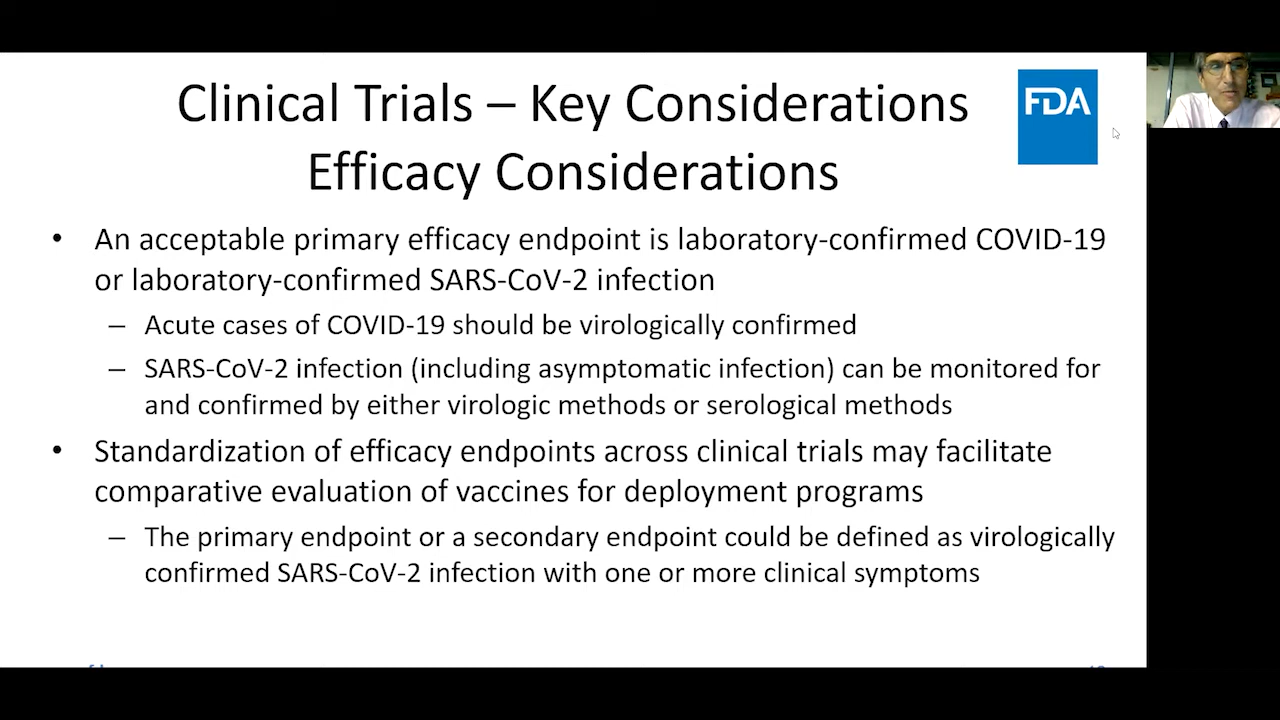 Clinical Trials – Key Considerations
Efficacy Considerations
FDA
• An acceptable primary efficacy endpoint is laboratory-confirmed COVID-19
or laboratory-confirmed SARS-CoV-2 infection
– Acute cases of COVID-19 should be virologically confirmed
– SARS-CoV-2 infection (including asymptomatic infection) can be monitored for
and confirmed by either virologic methods or serological methods
• Standardization of efficacy endpoints across clinical trials may facilitate
comparative evaluation of vaccines for deployment programs
– The primary endpoint or a secondary endpoint could be defined as virologically
confirmed SARS-CoV-2 infection with one or more clinical symptoms